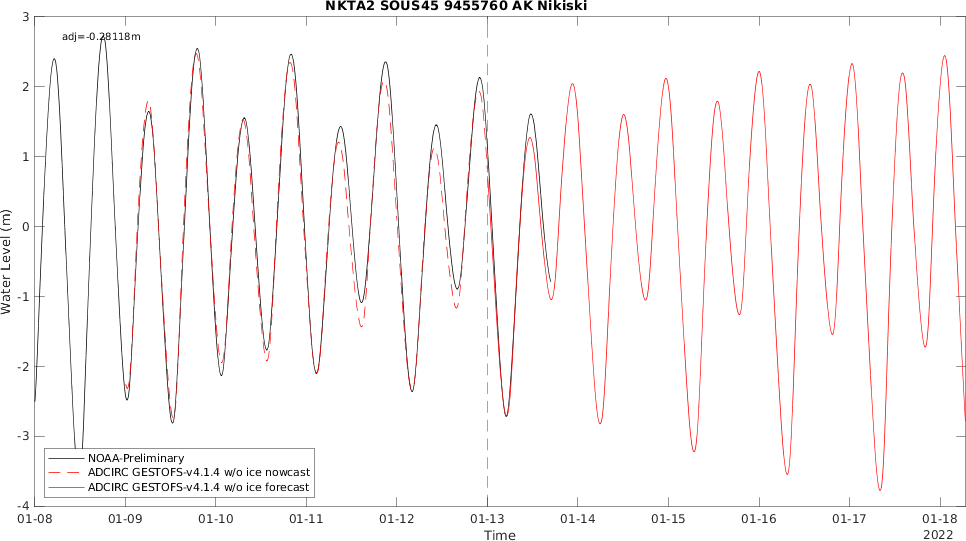 NKTA2 SOUS45 9455760 AK Nikiski
adj=-0.28118m
Water Level (m)
3
2
1
0
-1
-2
-3
-4
NOAA-Preliminary
ADCIRC GESTOFS-v4.1.4 w/o ice nowcast
ADCIRC GESTOFS-v4.1.4 w/o ice forecast
01-08 01-09 01-10 01-11 01-12 01-13 01-14 01-15 01-16 01-17 01-18
Time
2022